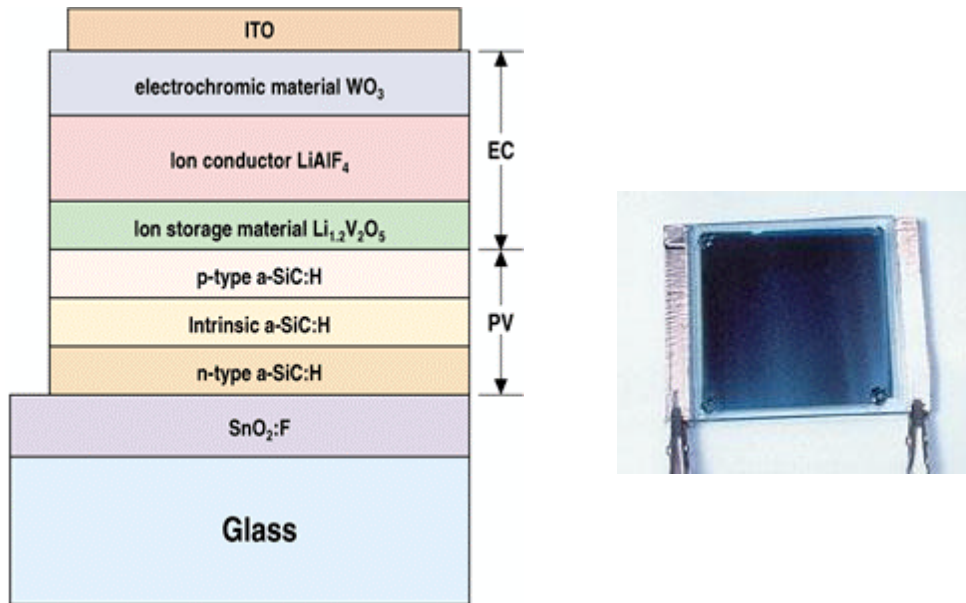 ITO
electrochromic material WO₃
EC
Ion conductor LiAlF₄
Ion storage material Li₁.₂V₂O₅
p-type a-SiC:H
PV
Intrinsic a-SiC:H
n-type a-SiC:H
SnO₂:F
Glass